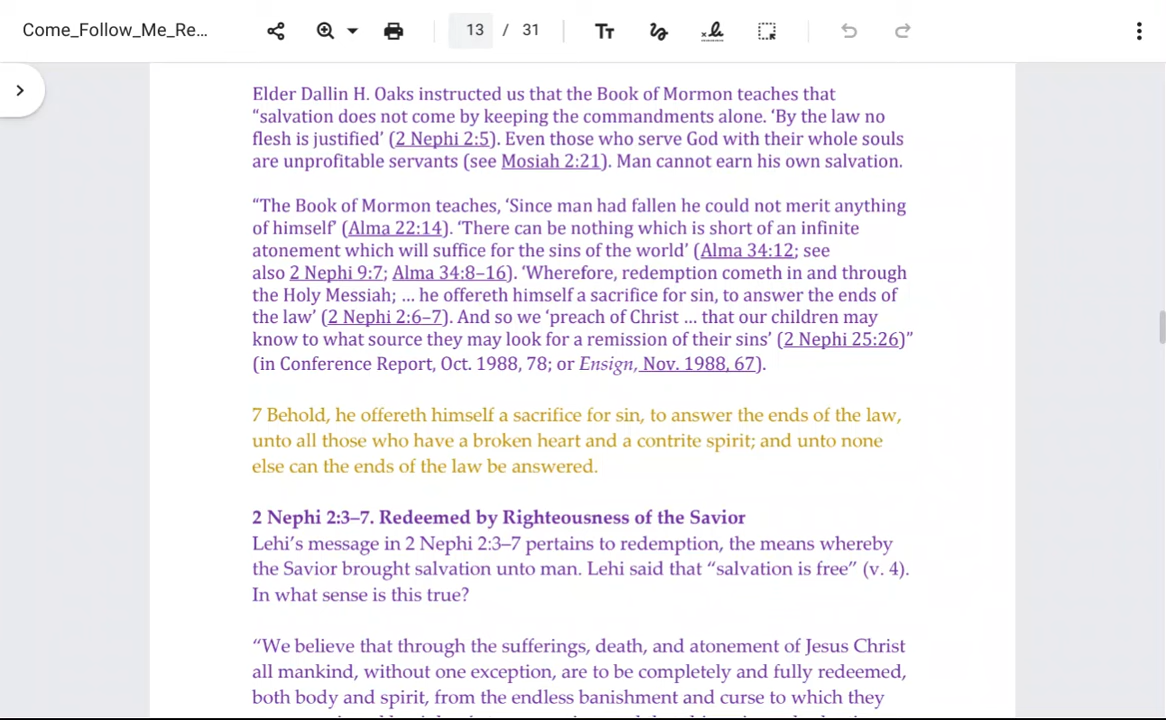 Come_Follow_Me_Re... 13 / 31
Elder Dallin H. Oaks instructed us that the Book of Mormon teaches that
“salvation does not come by keeping the commandments alone. ‘By the law no
flesh is justified’ (2 Nephi 2:5). Even those who serve God with their whole souls
are unprofitable servants (see Mosiah 2:21). Man cannot earn his own salvation.
“The Book of Mormon teaches, ‘Since man had fallen he could not merit anything
of himself’ (Alma 22:14). ‘There can be nothing which is short of an infinite
atonement which will suffice for the sins of the world’ (Alma 34:12; see
also 2 Nephi 9:7; Alma 34:8–16). ‘Wherefore, redemption cometh in and through
the Holy Messiah; ... he offereth himself a sacrifice for sin, to answer the ends of
the law’ (2 Nephi 2:6–7). And so we ‘preach of Christ ... that our children may
know to what source they may look for a remission of their sins’ (2 Nephi 25:26)”
(in Conference Report, Oct. 1988, 78; or Ensign, Nov. 1988, 67).
7 Behold, he offereth himself a sacrifice for sin, to answer the ends of the law,
unto all those who have a broken heart and a contrite spirit; and unto none
else can the ends of the law be answered.
2 Nephi 2:3–7. Redeemed by Righteousness of the Savior
Lehi’s message in 2 Nephi 2:3–7 pertains to redemption, the means whereby
the Savior brought salvation unto man. Lehi said that “salvation is free” (v. 4).
In what sense is this true?
“We believe that through the sufferings, death, and atonement of Jesus Christ
all mankind, without one exception, are to be completely and fully redeemed,
both body and spirit, from the endless banishment and curse to which they